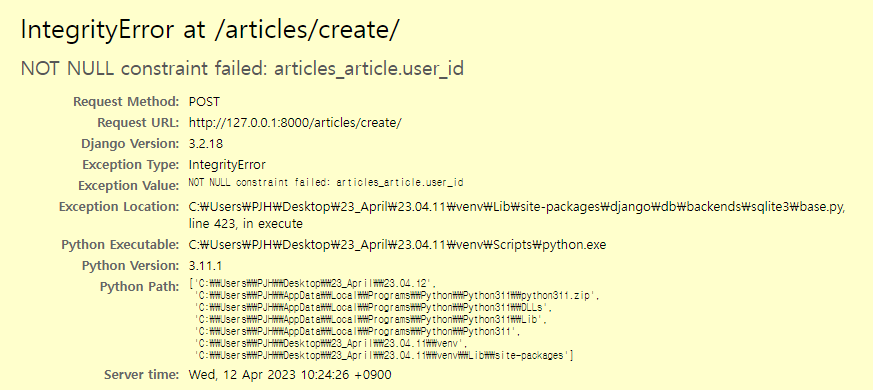 IntegrityError at /articles/create/
NOT NULL constraint failed: articles_article.user_id
Request Method: POST
Request URL: http://127.0.0.1:8000/articles/create/
Django Version: 3.2.18
Exception Type: IntegrityError
Exception Value: NOT NULL constraint failed: articles_article.user_id
Exception Location: C:₩Users₩PJH₩Desktop₩23_April₩23.04.11₩venv₩Lib₩site-packages₩django₩db₩backends₩sqlite3₩base.py,
line 423, in execute
Python Executable: C:₩Users₩PJH₩Desktop₩23_April₩23.04.11₩venv₩Scripts₩python.exe
Python Version: 3.11.1
Python Path: ['C:₩₩Users₩₩PJH₩₩Desktop₩₩23_April₩₩23.04.12',
'C:₩₩Users₩₩PJH₩₩AppData₩₩Local₩₩Programs₩₩Python₩₩Python311₩₩python311.zip',
'C:₩₩Users₩₩PJH₩₩AppData₩₩Local₩₩Programs₩₩Python₩₩Python311₩₩DLLs',
'C:₩₩Users₩₩PJH₩₩AppData₩₩Local₩₩Programs₩₩Python₩₩Python311₩₩Lib',
'C:₩₩Users₩₩PJH₩₩AppData₩₩Local₩₩Programs₩₩Python₩₩Python311',
'C:₩₩Users₩₩PJH₩₩Desktop₩₩23_April₩₩23.04.11₩₩venv',
'C:₩₩Users₩₩PJH₩₩Desktop₩₩23_April₩₩23.04.11₩₩venv₩₩Lib₩₩site-packages']
Server time: Wed, 12 Apr 2023 10:24:26 +0900